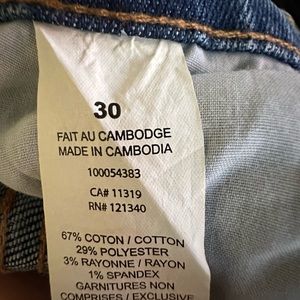 30
FAIT AU CAMBODGE
MADE IN CAMBODIA
100054383
CA# 11319
RN# 121340
67% COTON / COTTON
29% POLYESTER
3% RAYONNE / RAYON
1% SPANDEX
GARNITURES NON
COMPRISES / EXCLUSIVE